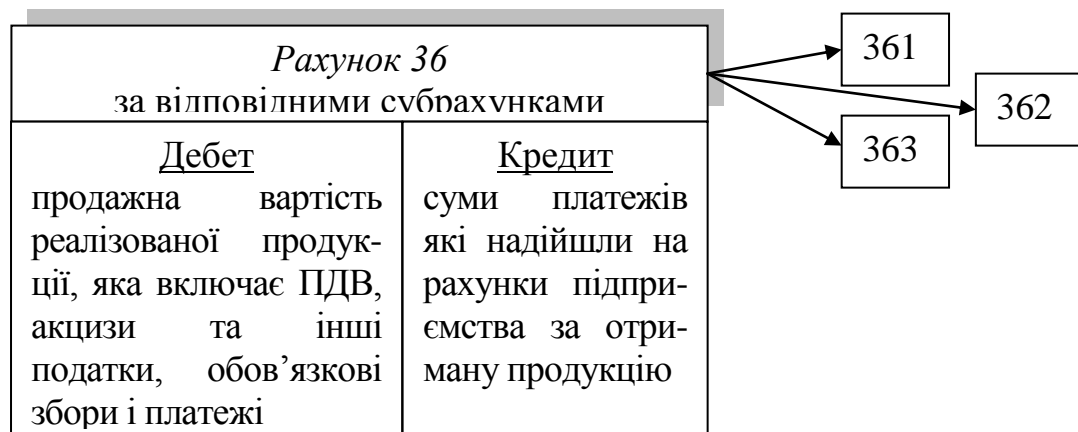 Рахунок 36
за відповідними субрахунками
361
362
363
Дебет
продажна вартість
реалізованої продук-
ції, яка включає ПДВ,
акцизи та інші
податки, обов’язкові
збори і платежі
Кредит
суми платежів
які надійшли на
рахунки підпри-
ємства за отри-
ману продукцію